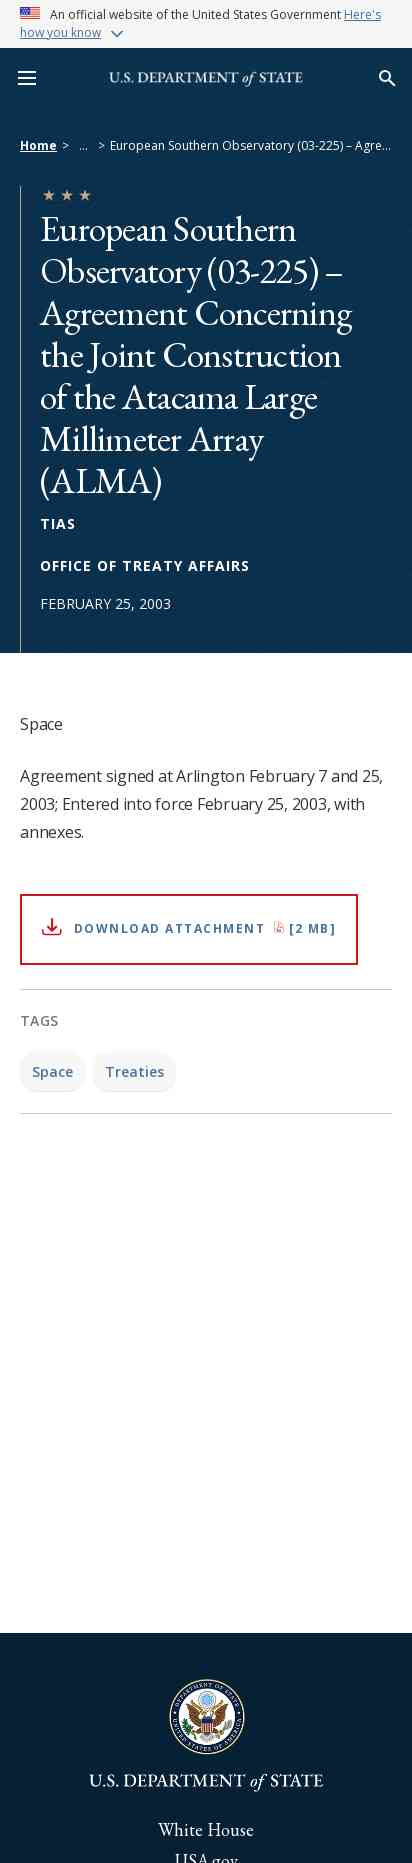 An official website of the United States Government Here's
how you know
U.S. DEPARTMENT of STATE
Home > ... > European Southern Observatory (03-225) – Agre...
European Southern
Observatory (03-225) –
Agreement Concerning
the Joint Construction
of the Atacama Large
Millimeter Array
(ALMA)
TIAS
OFFICE OF TREATY AFFAIRS
FEBRUARY 25, 2003
Space
Agreement signed at Arlington February 7 and 25,
2003; Entered into force February 25, 2003, with
annexes.
DOWNLOAD ATTACHMENT [2 MB]
TAGS
Space Treaties
DEPARTMENT OF STATE
UNITED STATES OF AMERICA
U.S. DEPARTMENT of STATE
White House
USA.gov